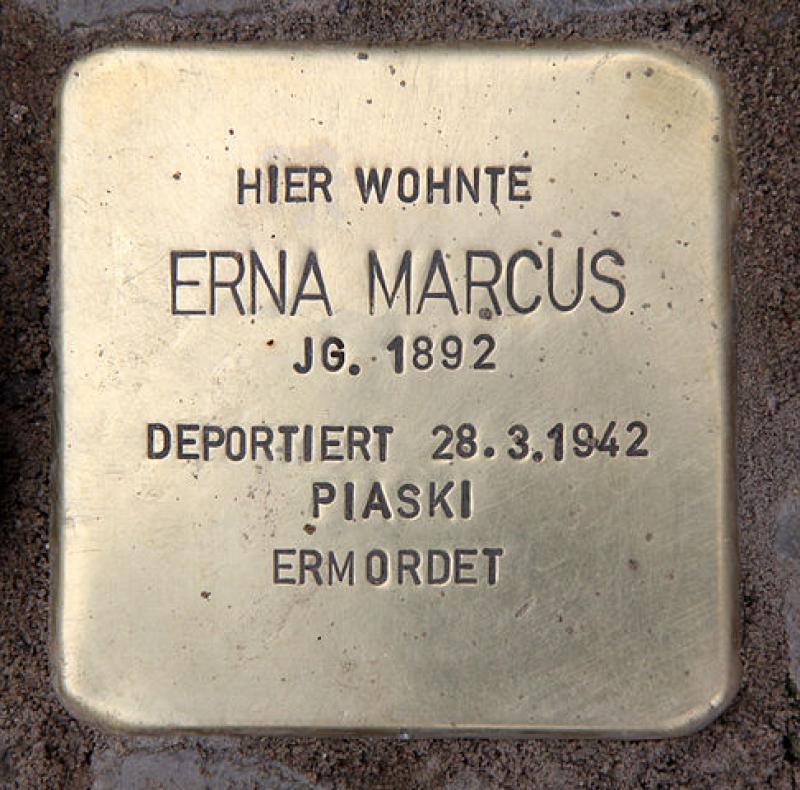 HIER WOHNTE
ERNA MARCUS
JG. 1892
DEPORTIERT 28.3.1942
PIASKI
ERMORDET